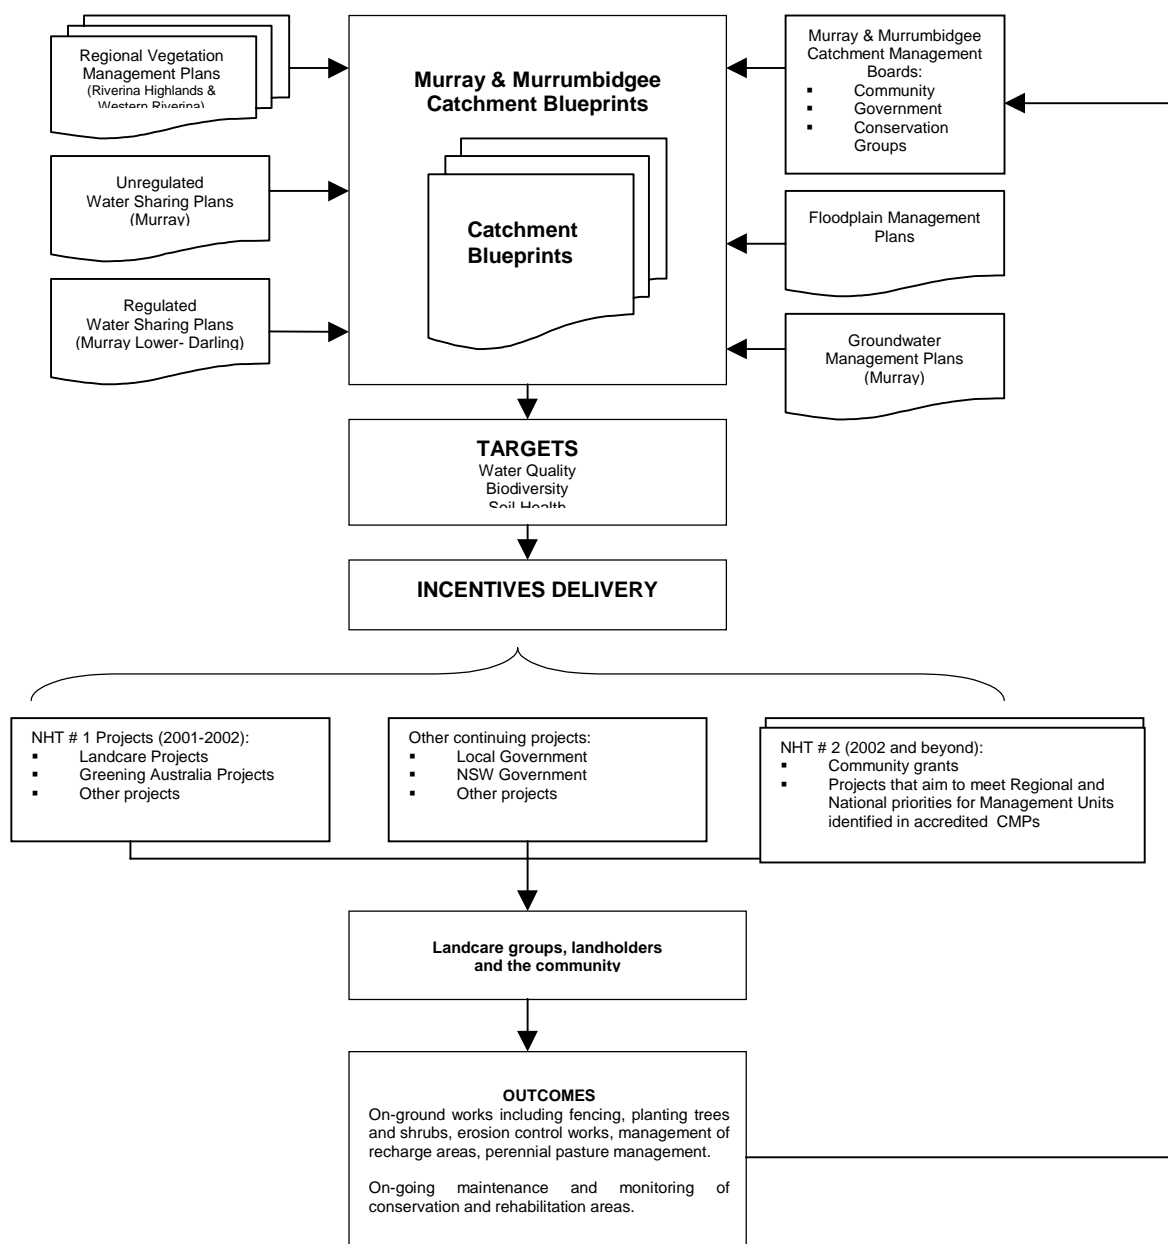 Regional Vegetation
Management Plans
(Riverina Highlands &
Western Riverina)
Unregulated
Water Sharing Plans
(Murray)
Regulated
Water Sharing Plans
(Murray Lower- Darling)
Murray & Murrumbidgee
Catchment Blueprints
Catchment
Blueprints
Murray & Murrumbidgee
Catchment Management
Boards:
▪ Community
▪ Government
▪ Conservation
Groups
Floodplain Management
Plans
Groundwater
Management Plans
(Murray)
TARGETS
Water Quality
Biodiversity
Soil Health
INCENTIVES DELIVERY
NHT # 1 Projects (2001-2002):
▪ Landcare Projects
▪ Greening Australia Projects
▪ Other projects
Other continuing projects:
▪ Local Government
▪ NSW Government
▪ Other projects
NHT # 2 (2002 and beyond):
▪ Community grants
▪ Projects that aim to meet Regional and
National priorities for Management Units
identified in accredited CMPs
Landcare groups, landholders
and the community
OUTCOMES
On-ground works including fencing, planting trees
and shrubs, erosion control works, management of
recharge areas, perennial pasture management.
On-going maintenance and monitoring of
conservation and rehabilitation areas.